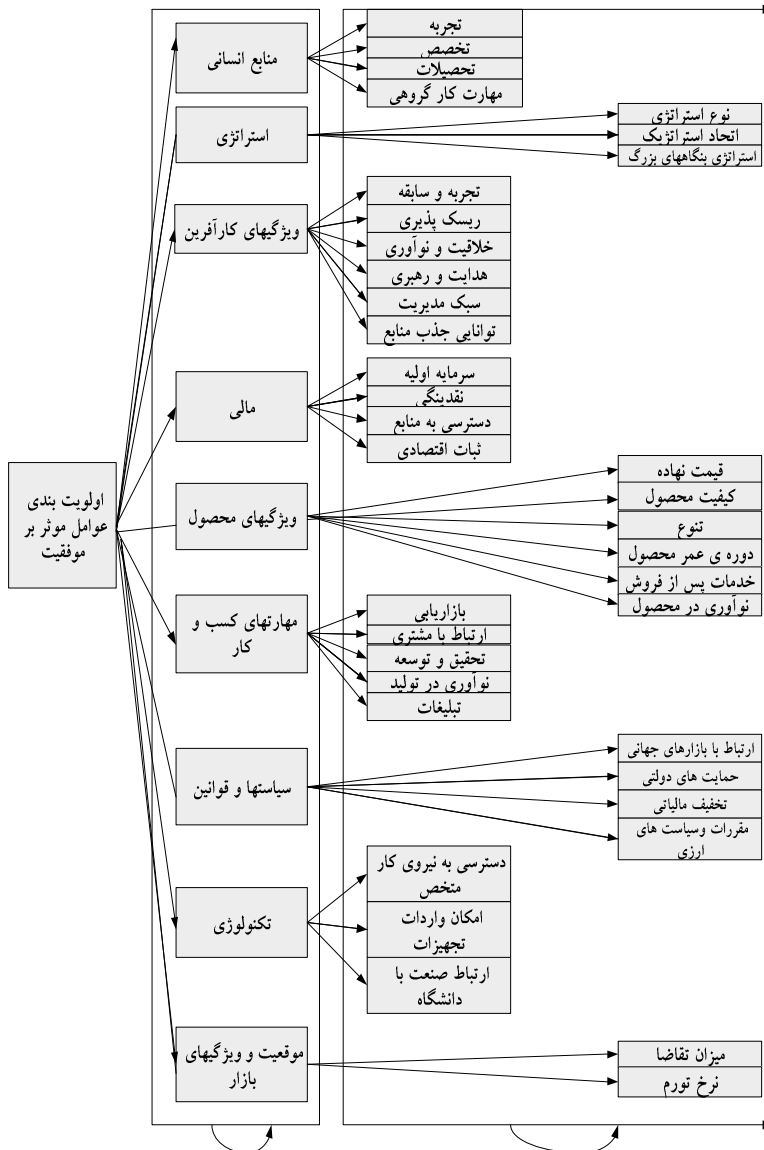 اولویت بندی
عوامل موثر بر
موفقیت
منابع انسانی
تجربه
تخصص
تحصیلات
مهارت کار گروهی
استراتژی
نوع استراتژی
اتحاد استراتژیک
استراتژی بنگاههای بزرگ
ویژگیهای کارآفرین
تجربه و سابقه
ریسک پذیری
خلاقیت و نوآوری
هدایت و رهبری
سبک مدیریت
توانایی جذب منابع
مالی
سرمایه اولیه
نقدینگی
دسترسی به منابع
ثبات اقتصادی
ویژگیهای محصول
قیمت نهاده
کیفیت محصول
تنوع
دوره ی عمر محصول
خدمات پس از فروش
نوآوری در محصول
مهارتهای کسب و
کار
بازاریابی
ارتباط با مشتری
تحقیق و توسعه
نوآوری در تولید
تبلیغات
سیاستها و قوانین
ارتباط با بازارهای جهانی
حمایت های دولتی
تخفیف مالیاتی
مقررات وسیاست های
ارزی
تکنولوژی
دسترسی به نیروی کار
متخص
امکان واردات
تجهیزات
ارتباط صنعت با
دانشگاه
موقعیت و ویژگیهای
بازار
میزان تقاضا
نرخ تورم